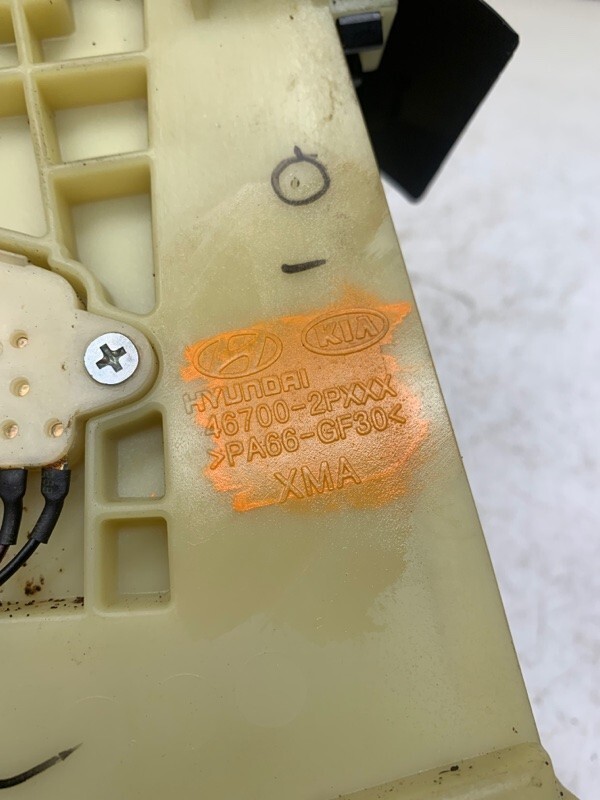 KIA
HYUNDAI
46700-2PXXX
>PA66-GF30<
XMA